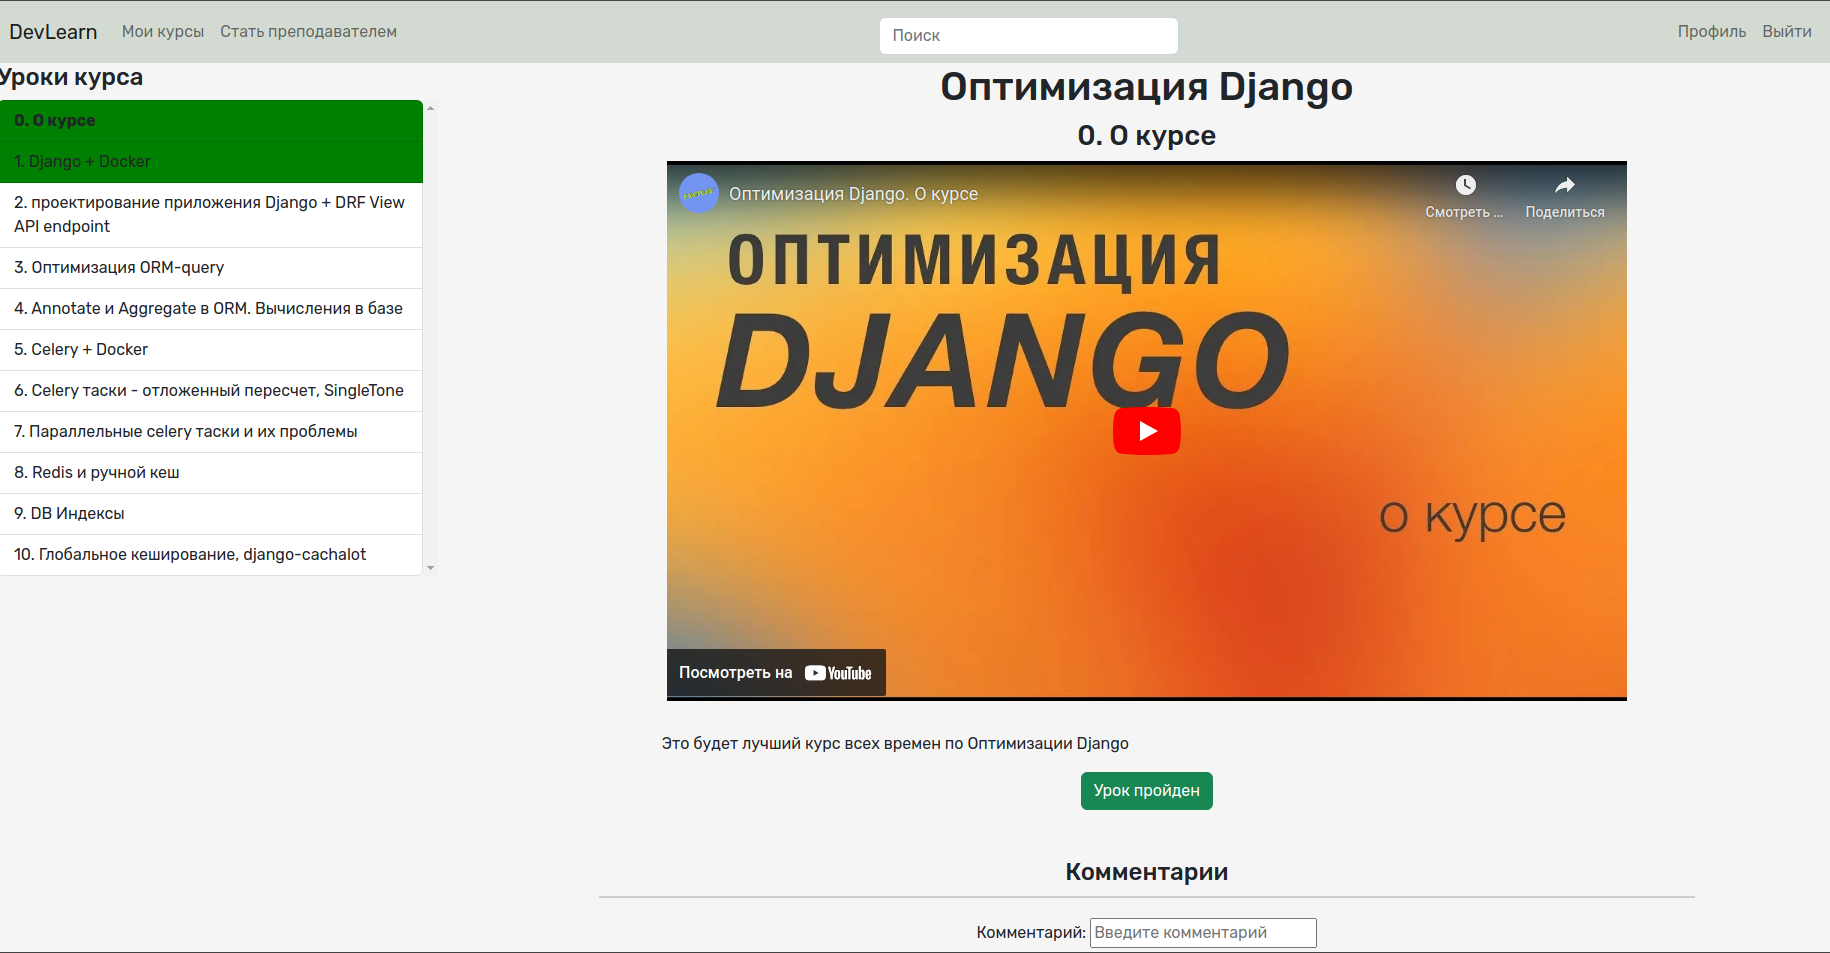 DevLearn Мои курсы Стать преподавателем Поиск Профиль Выйти
Уроки курса
0. О курсе
1. Django + Docker
2. проектирование приложения Django + DRF View
API endpoint
3. Оптимизация ORM-query
4. Annotate и Aggregate в ORM. Вычисления в базе
5. Celery + Docker
6. Celery таски - отложенный пересчет, SingleTone
7. Параллельные celery таски и их проблемы
8. Redis и ручной кеш
9. DB Индексы
10. Глобальное кеширование, django-cachalot
Оптимизация Django
0. О курсе
Оптимизация Django. О курсе
Смотреть ... Поделиться
ОПТИМИЗАЦИЯ
DJANGO
о курсе
Посмотреть на YouTube
Это будет лучший курс всех времен по Оптимизации Django
Урок пройден
Комментарии
Комментарий: Введите комментарий